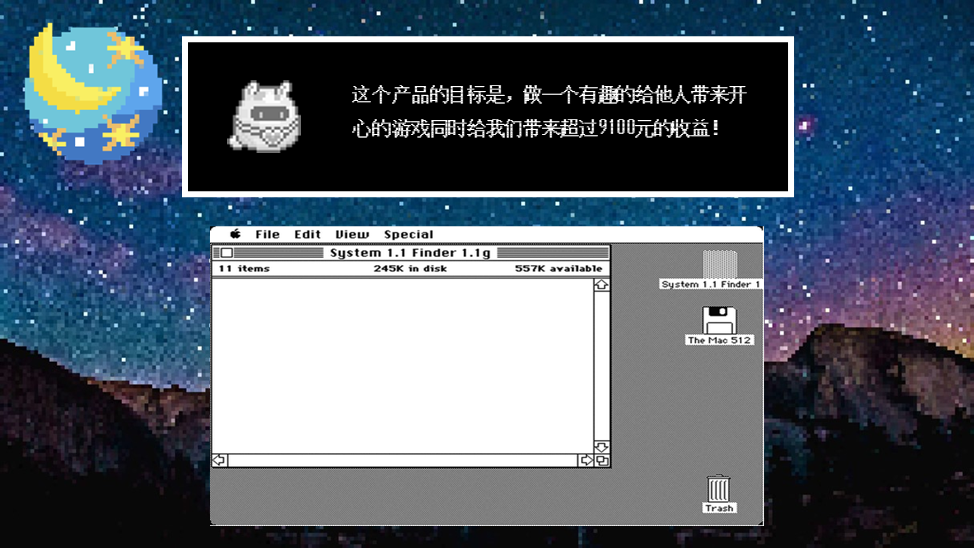 这个产品的目标是，做一个有趣的给他人带来开
心的游戏同时给我们带来超过9100元的收益！
File Edit View Special
System 1.1 Finder 1.1g
11 items 245K in disk 557K available
System 1.1 Finder 1
The Mac 512
Trash